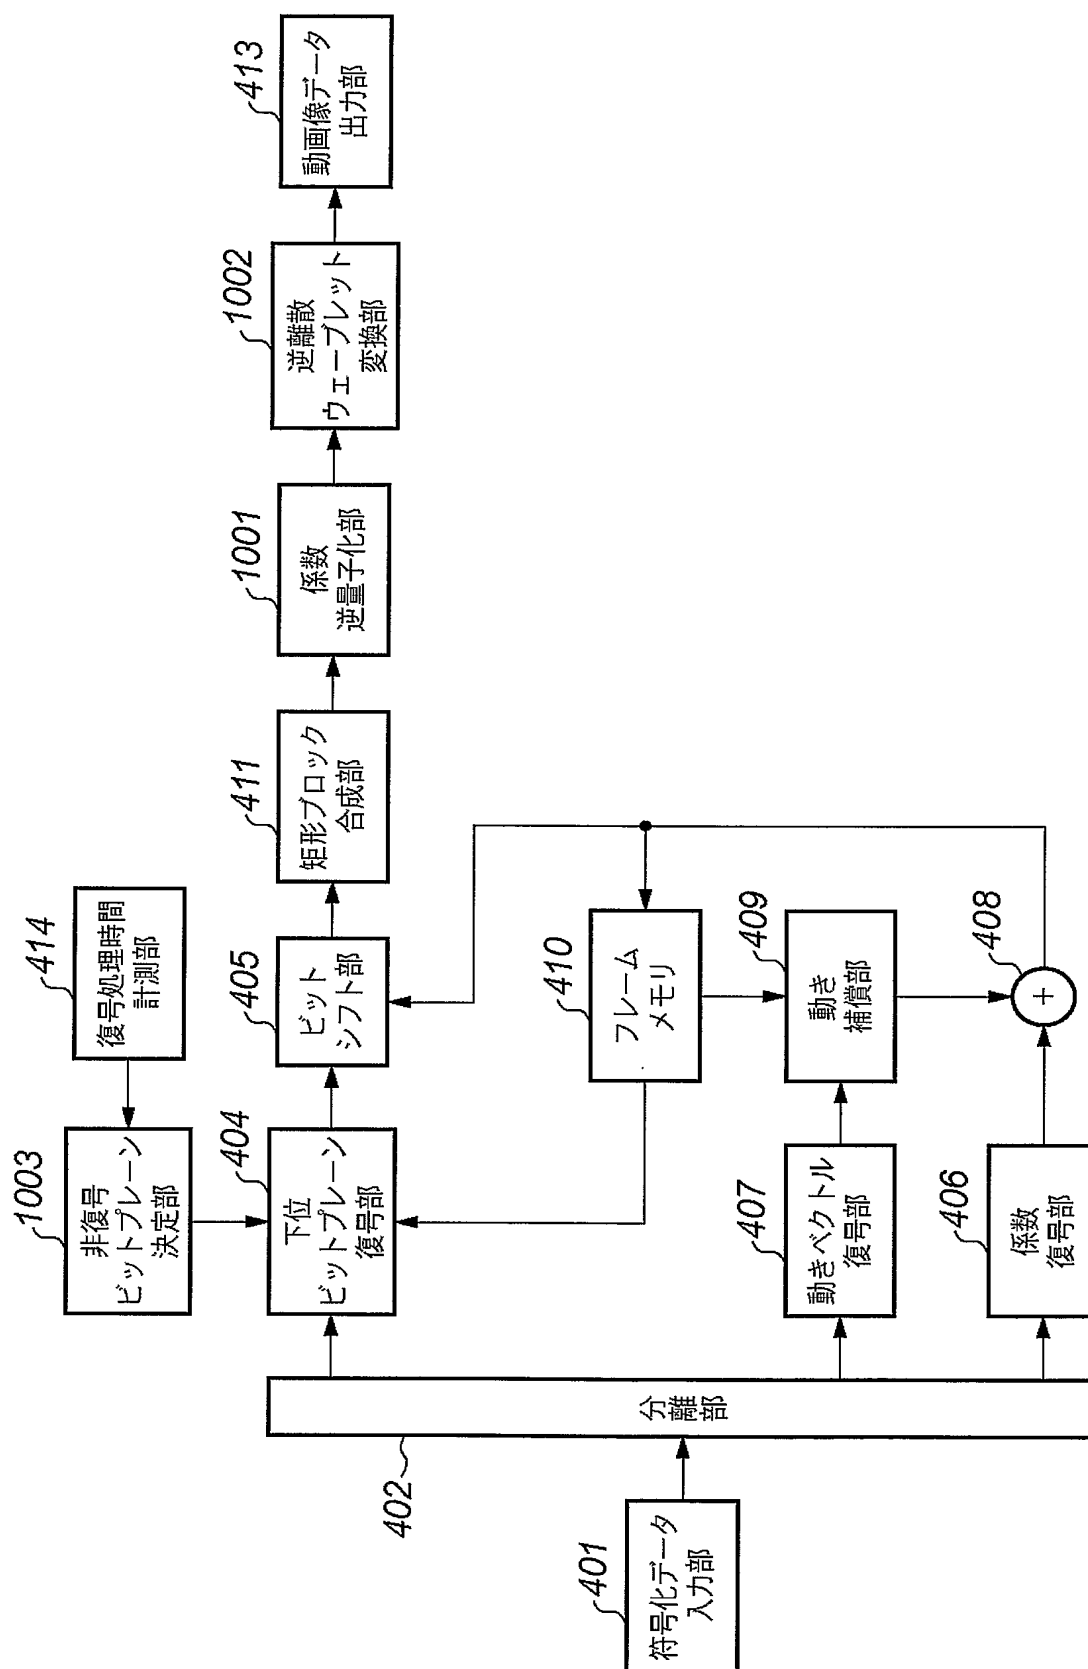 401
符号化データ
入力部
402
分離部
1003
非復号
ビットプレーン
決定部
414
復号処理時間
計測部
404
下位
ビットプレーン
復号部
405
ビット
シフト部
411
矩形ブロック
合成部
1001
係数
逆量子化部
1002
逆離散
ウェーブレット
変換部
413
動画像データ
出力部
410
フレーム
メモリ
407
動きベクトル
復号部
409
動き
補償部
406
係数
復号部
408
+